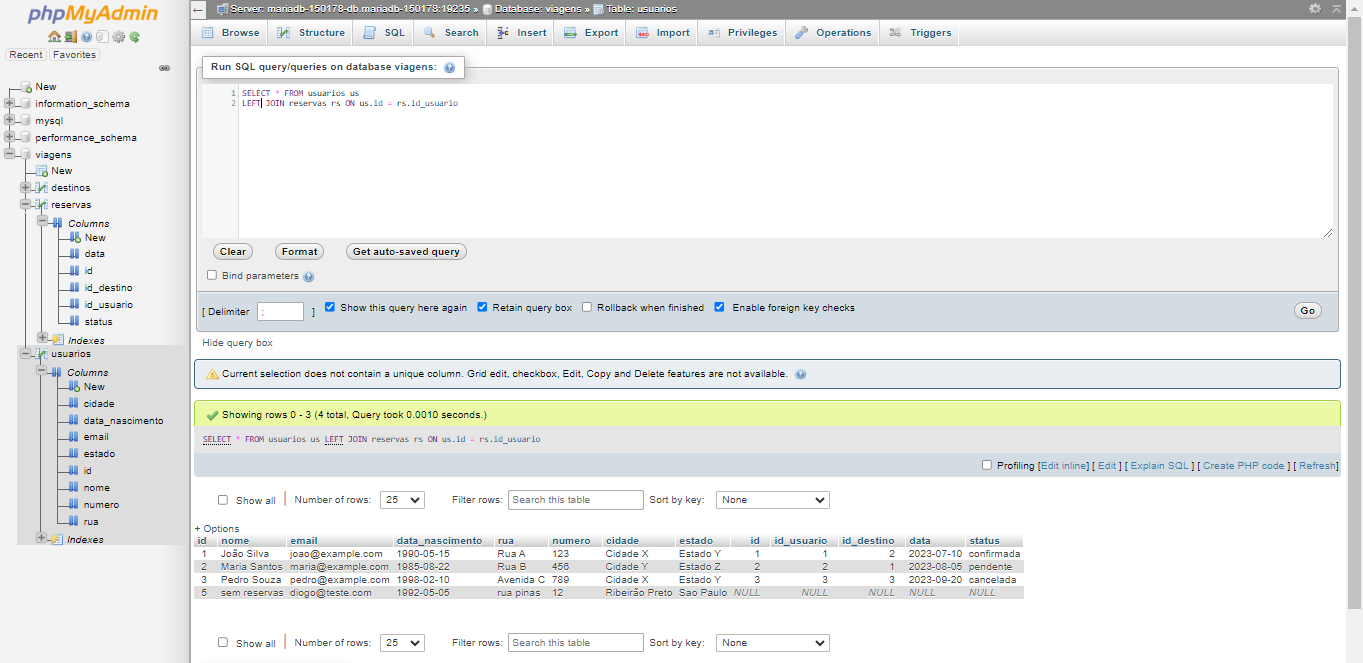 phpMyAdmin
Recent Favorites
New
information_schema
mysql
performance_schema
viagens
New
destinos
reservas
Columns
New
data
id
id_destino
id_usuario
status
Indexes
usuarios
Columns
New
cidade
data_nascimento
email
estado
id
nome
numero
rua
Indexes
Server: mariadb-150178-db.mariadb-150178:19235 » Database: viagens » Table: usuarios
Browse Structure SQL Search Insert Export Import Privileges Operations Triggers
Run SQL query/queries on database viagens:
1 SELECT * FROM usuarios us
2 LEFT JOIN reservas rs ON us.id = rs.id_usuario
Clear Format Get auto-saved query
Bind parameters
[ Delimiter ; ] Show this query here again Retain query box Rollback when finished Enable foreign key checks Go
Hide query box
Current selection does not contain a unique column. Grid edit, checkbox, Edit, Copy and Delete features are not available.
Showing rows 0 - 3 (4 total, Query took 0.0010 seconds.)
SELECT * FROM usuarios us LEFT JOIN reservas rs ON us.id = rs.id_usuario
Profiling [Edit inline] [ Edit ] [ Explain SQL ] [ Create PHP code ] [ Refresh]
Show all Number of rows: 25 Filter rows: Search this table Sort by key: None
+ Options
id nome email data_nascimento rua numero cidade estado id id_usuario id_destino data status
1 João Silva joao@example.com 1990-05-15 Rua A 123 Cidade X Estado Y 1 1 2 2023-07-10 confirmada
2 Maria Santos maria@example.com 1985-08-22 Rua B 456 Cidade Y Estado Z 2 2 1 2023-08-05 pendente
3 Pedro Souza pedro@example.com 1998-02-10 Avenida C 789 Cidade X Estado Y 3 3 3 2023-09-20 cancelada
5 sem reservas diogo@teste.com 1992-05-05 rua pinas 12 Ribeirão Preto Sao Paulo NULL NULL NULL NULL NULL
Show all Number of rows: 25 Filter rows: Search this table Sort by key: None